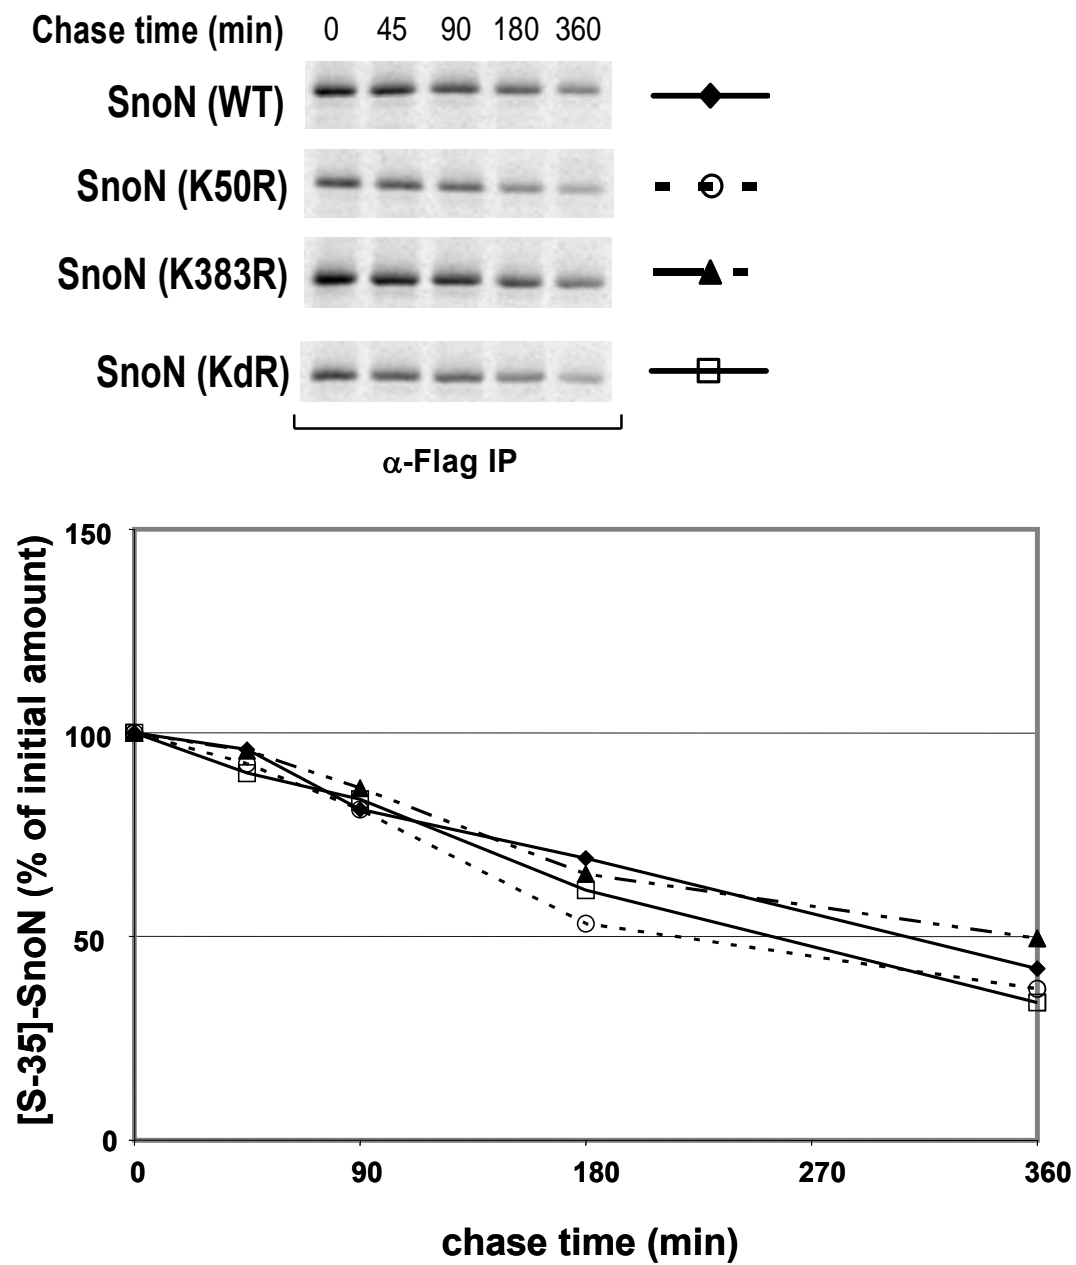 Chase time (min) 0 45 90 180 360
SnoN (WT)
SnoN (K50R)
SnoN (K383R)
SnoN (KdR)
α-Flag IP
[S-35]-SnoN (% of initial amount)
150
100
50
0
0 90 180 270 360
chase time (min)